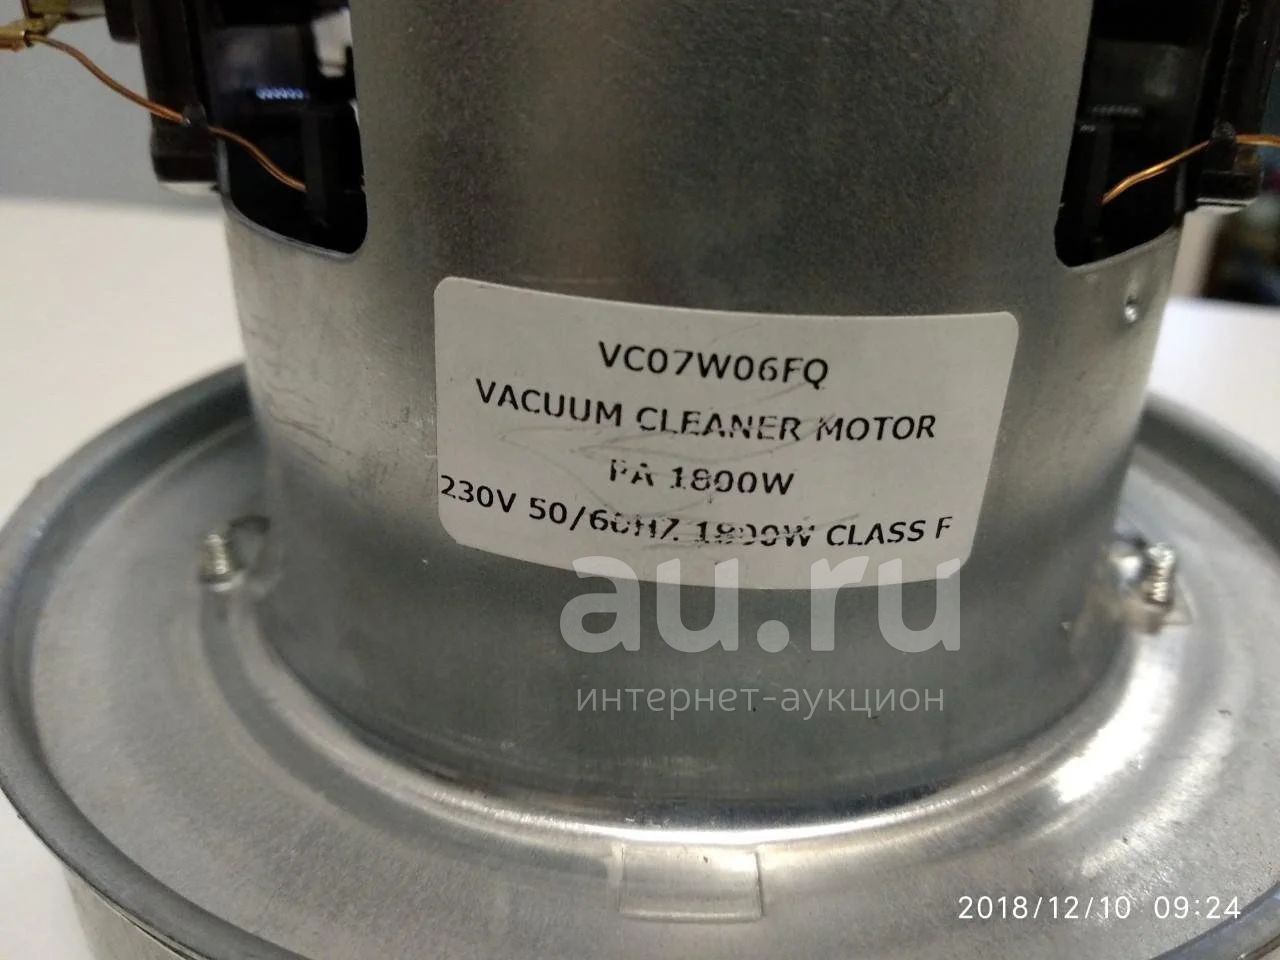 VC07W06FQ
VACUUM CLEANER MOTOR
PA 1800W
230V 50/60HZ 1800W CLASS F
au.ru
интернет-аукцион
2018/12/10 09:24